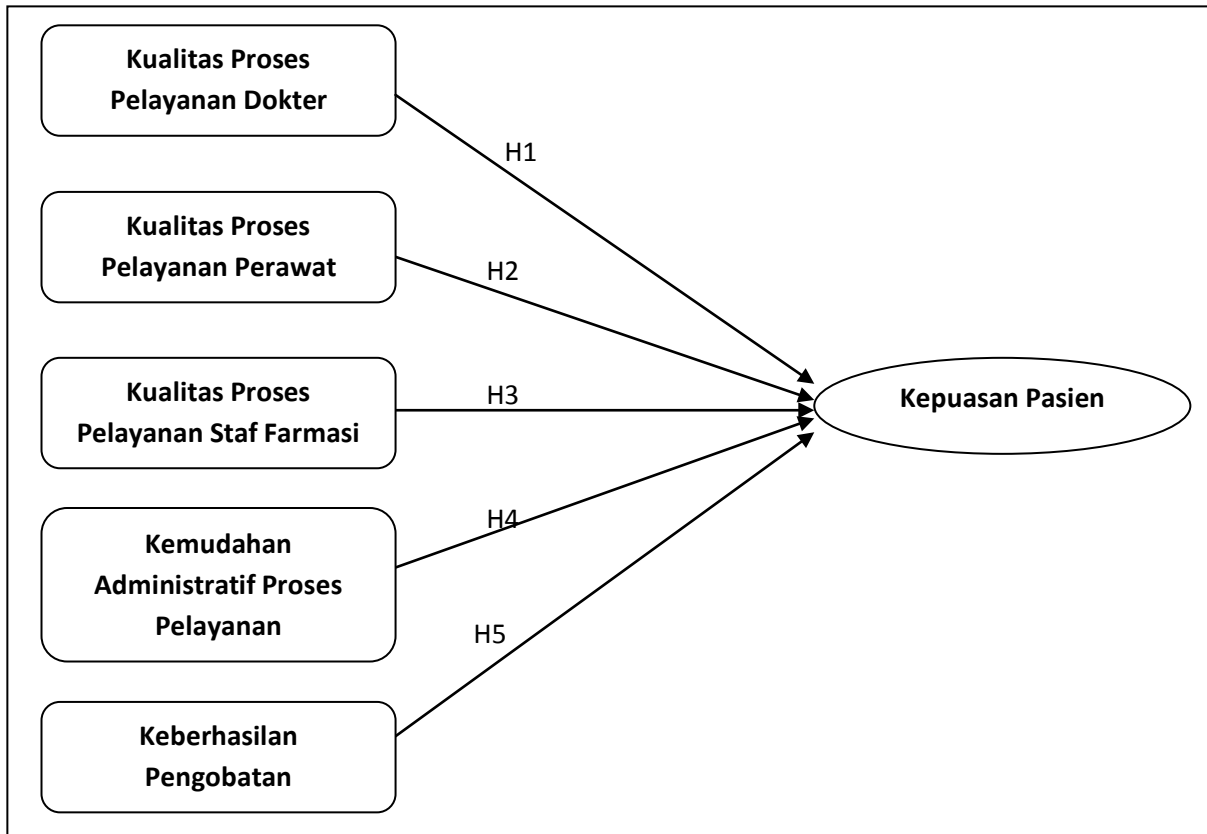 Kualitas Proses
Pelayanan Dokter
H1
Kualitas Proses
Pelayanan Perawat
H2
Kualitas Proses
Pelayanan Staf Farmasi
H3
Kepuasan Pasien
Kemudahan
Administratif Proses
Pelayanan
H4
Keberhasilan
Pengobatan
H5